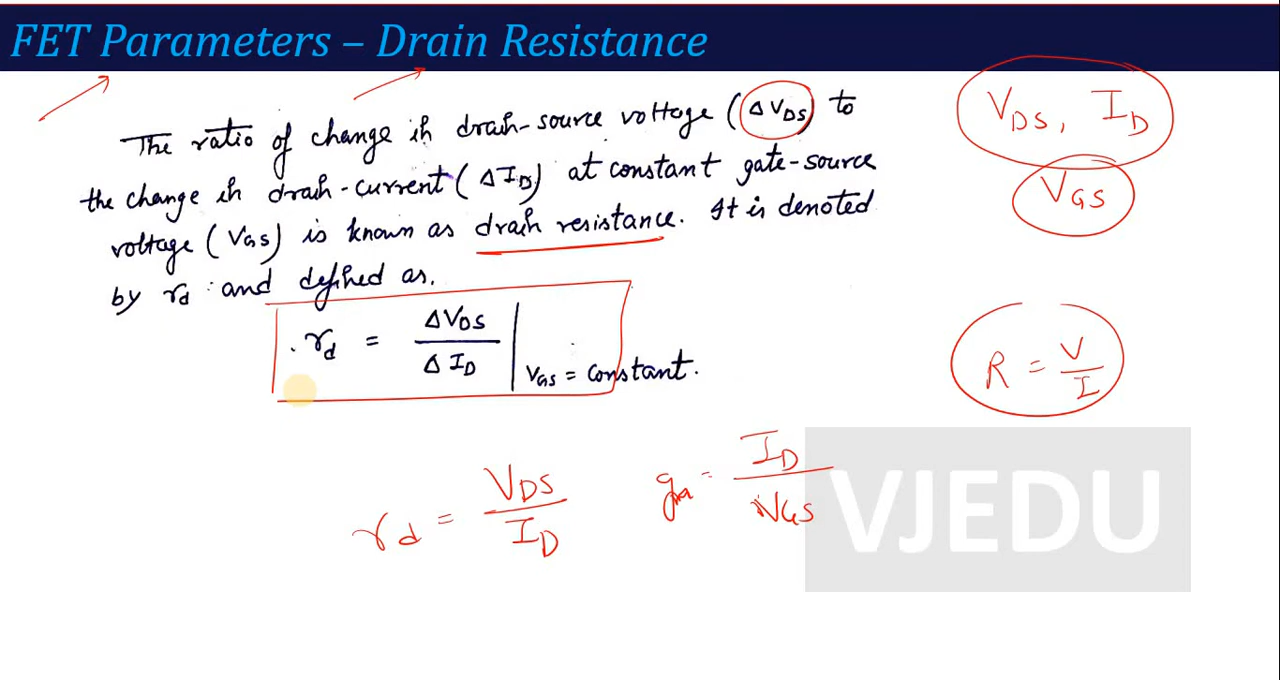 FET Parameters – Drain Resistance
The ratio of change in drain-source voltage (ΔVDS) to
the change in drain-current (ΔID) at constant gate-source
voltage (VGS) is known as drain resistance. It is denoted
by rd and defined as.
rd = ΔVDS / ΔID | VGS = constant.
VDS, ID
VGS
R = V / I
rd = VDS / ID
gm = ID / VGS
VJEDU